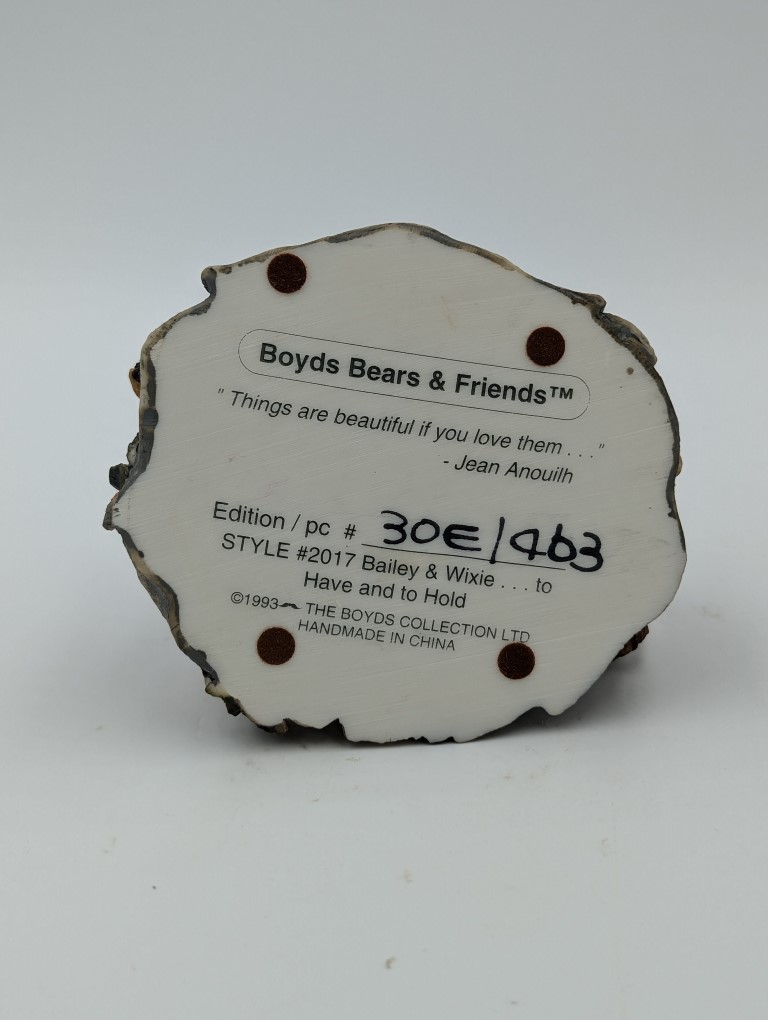 Boyds Bears & Friends™
" Things are beautiful if you love them . . ."
- Jean Anouilh
Edition / pc # 30E/463
STYLE #2017 Bailey & Wixie . . . to
Have and to Hold
©1993 THE BOYDS COLLECTION LTD
HANDMADE IN CHINA